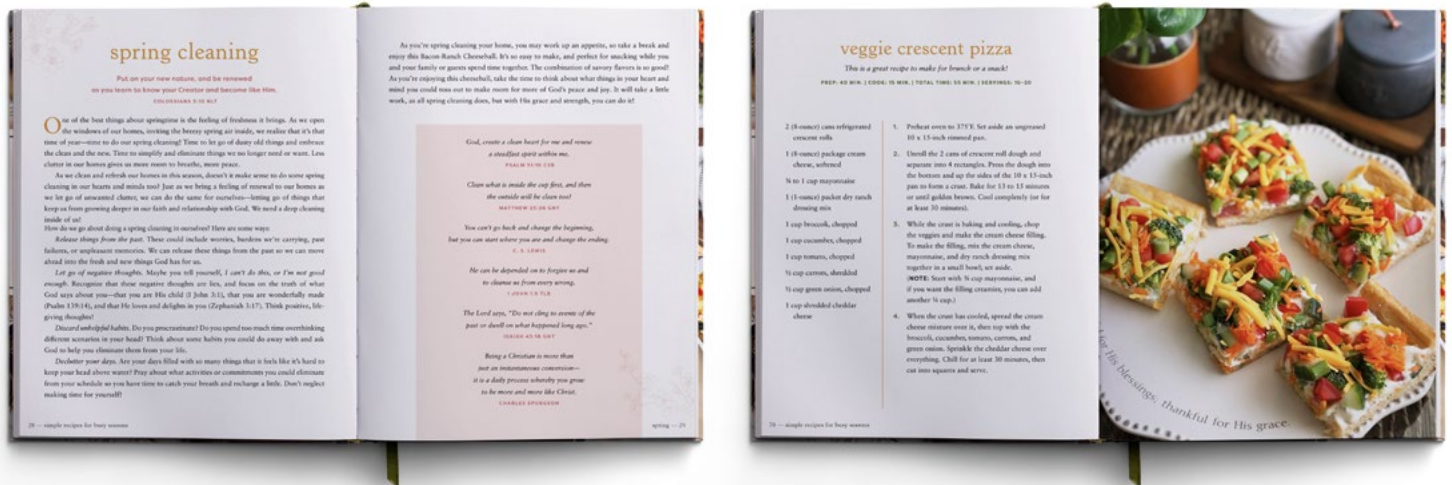 spring cleaning
Put on your new nature, and be renewed
as you learn to know your Creator and become like Him.
COLOSSIANS 3:10 NLT
One of the best things about springtime is the feeling of freshness it brings. As we open
the windows of our homes, inviting the breezy spring air inside, we realize that it's that
time of year—time to do our spring cleaning! Time to let go of dusty old things and embrace
the clean and the new. Time to simplify and eliminate things we no longer need or want. Less
clutter in our homes gives us more room to breathe, more peace.
As we clean and refresh our homes in this season, doesn't it make sense to do some spring
cleaning in our hearts and minds too? Just as we bring a feeling of renewal to our homes as
we let go of unwanted clutter, we can do the same for ourselves—letting go of things that
keep us from growing deeper in our faith and relationship with God. We need a deep cleaning
inside of us!
How do we go about doing a spring cleaning in ourselves? Here are some ways:
Release things from the past. These could include worries, burdens we're carrying, past
failures, or unpleasant memories. We can release these things from the past so we can move
ahead into the fresh and new things God has for us.
Let go of negative thoughts. Maybe you tell yourself, I can't do this, or I'm not good
enough. Recognize that these negative thoughts are lies, and focus on the truth of what
God says about you—that you are His child (1 John 3:1), that you are wonderfully made
(Psalm 139:14), and that He loves and delights in you (Zephaniah 3:17). Think positive, life-
giving thoughts!
Discard unhelpful habits. Do you procrastinate? Do you spend too much time overthinking
different scenarios in your head? Think about some habits you could do away with and ask
God to help you eliminate them from your life.
Declutter your days. Are your days filled with so many things that it feels like it's hard to
keep your head above water? Pray about what activities or commitments you could eliminate
from your schedule so you have time to catch your breath and recharge a little. Don't neglect
making time for yourself!
28 — simple recipes for busy seasons
As you're spring cleaning your home, you may work up an appetite, so take a break and
enjoy this Bacon-Ranch Cheeseball. It's so easy to make, and perfect for snacking while you
and your family or guests spend time together. The combination of savory flavors is so good!
As you're enjoying this cheeseball, take the time to think about what things in your heart and
mind you could toss out to make room for more of God's peace and joy. It will take a little
work, as all spring cleaning does, but with His grace and strength, you can do it!
God, create a clean heart for me and renew
a steadfast spirit within me.
PSALM 51:10 CSB
Clean what is inside the cup first, and then
the outside will be clean too!
MATTHEW 23:26 GNT
You can't go back and change the beginning,
but you can start where you are and change the ending.
C. S. LEWIS
He can be depended on to forgive us and
to cleanse us from every wrong.
1 JOHN 1:9 TLB
The Lord says, "Do not cling to events of the
past or dwell on what happened long ago."
ISAIAH 43:18 GNT
Being a Christian is more than
just an instantaneous conversion—
it is a daily process whereby you grow
to be more and more like Christ.
CHARLES SPURGEON
spring — 29
veggie crescent pizza
This is a great recipe to make for brunch or a snack!
PREP: 40 MIN. | COOK: 15 MIN. | TOTAL TIME: 55 MIN. | SERVINGS: 16–20
2 (8-ounce) cans refrigerated
crescent rolls
1 (8-ounce) package cream
cheese, softened
¾ to 1 cup mayonnaise
1 (1-ounce) packet dry ranch
dressing mix
1 cup broccoli, chopped
1 cup cucumber, chopped
1 cup tomato, chopped
½ cup carrots, shredded
½ cup green onion, chopped
1 cup shredded cheddar
cheese
1. Preheat oven to 375°F. Set aside an ungreased
10 x 15-inch rimmed pan.
2. Unroll the 2 cans of crescent roll dough and
separate into 4 rectangles. Press the dough into
the bottom and up the sides of the 10 x 15-inch
pan to form a crust. Bake for 13 to 15 minutes
or until golden brown. Cool completely (or for
at least 30 minutes).
3. While the crust is baking and cooling, chop
the veggies and make the cream cheese filling.
To make the filling, mix the cream cheese,
mayonnaise, and dry ranch dressing mix
together in a small bowl; set aside.
(NOTE: Start with ¾ cup mayonnaise, and
if you want the filling creamier, you can add
another ¼ cup.)
4. When the crust has cooled, spread the cream
cheese mixture over it, then top with the
broccoli, cucumber, tomato, carrots, and
green onion. Sprinkle the cheddar cheese over
everything. Chill for at least 30 minutes, then
cut into squares and serve.
simple recipes for busy seasons
for His blessings, thankful for His grace.